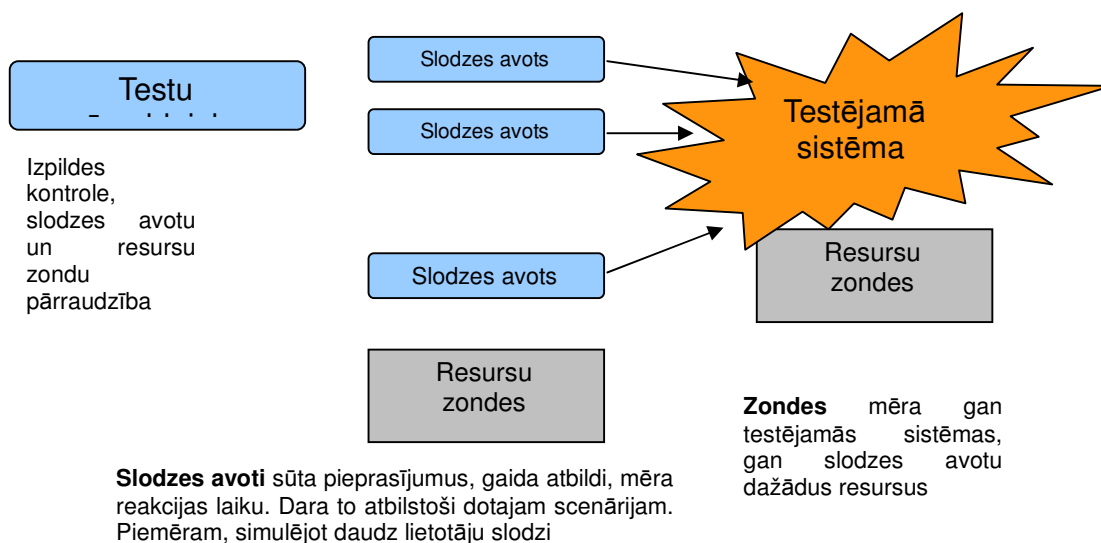 Testu
Izpildes
kontrole,
slodzes avotu
un resursu
zondu
pārraudzība
Slodzes avots
Slodzes avots
Slodzes avots
Resursu
zondes
Testējamā
sistēma
Resursu
zondes
Slodzes avoti sūta pieprasījumus, gaida atbildi, mēra
reakcijas laiku. Dara to atbilstoši dotajam scenārijam.
Piemēram, simulējot daudz lietotāju slodzi
Zondes mēra gan
testējamās sistēmas,
gan slodzes avotu
dažādus resursus